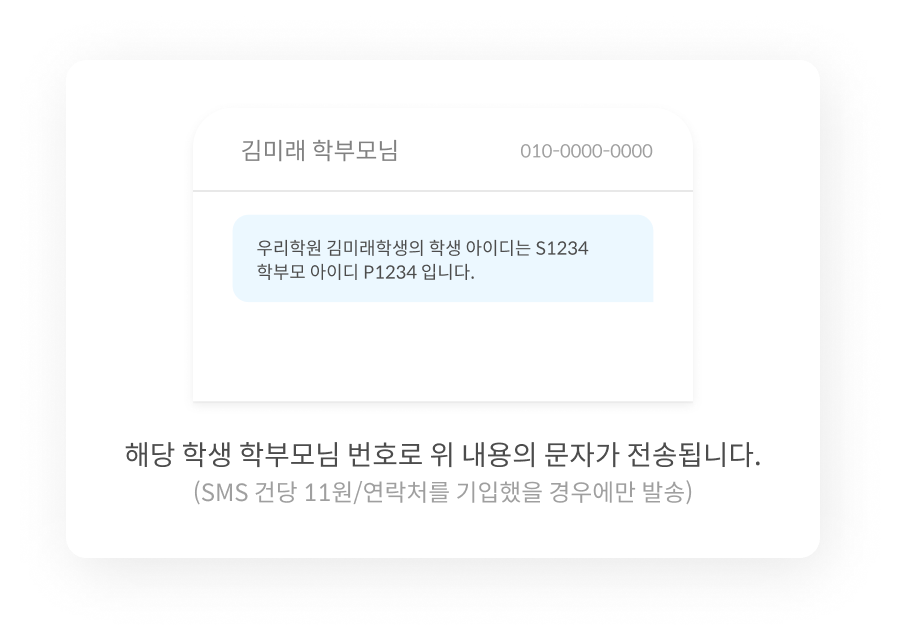 김미래 학부모님
010-0000-0000
우리학원 김미래학생의 학생 아이디는 S1234
학부모 아이디 P1234 입니다.
해당 학생 학부모님 번호로 위 내용의 문자가 전송됩니다.
(SMS 건당 11원/연락처를 기입했을 경우에만 발송)